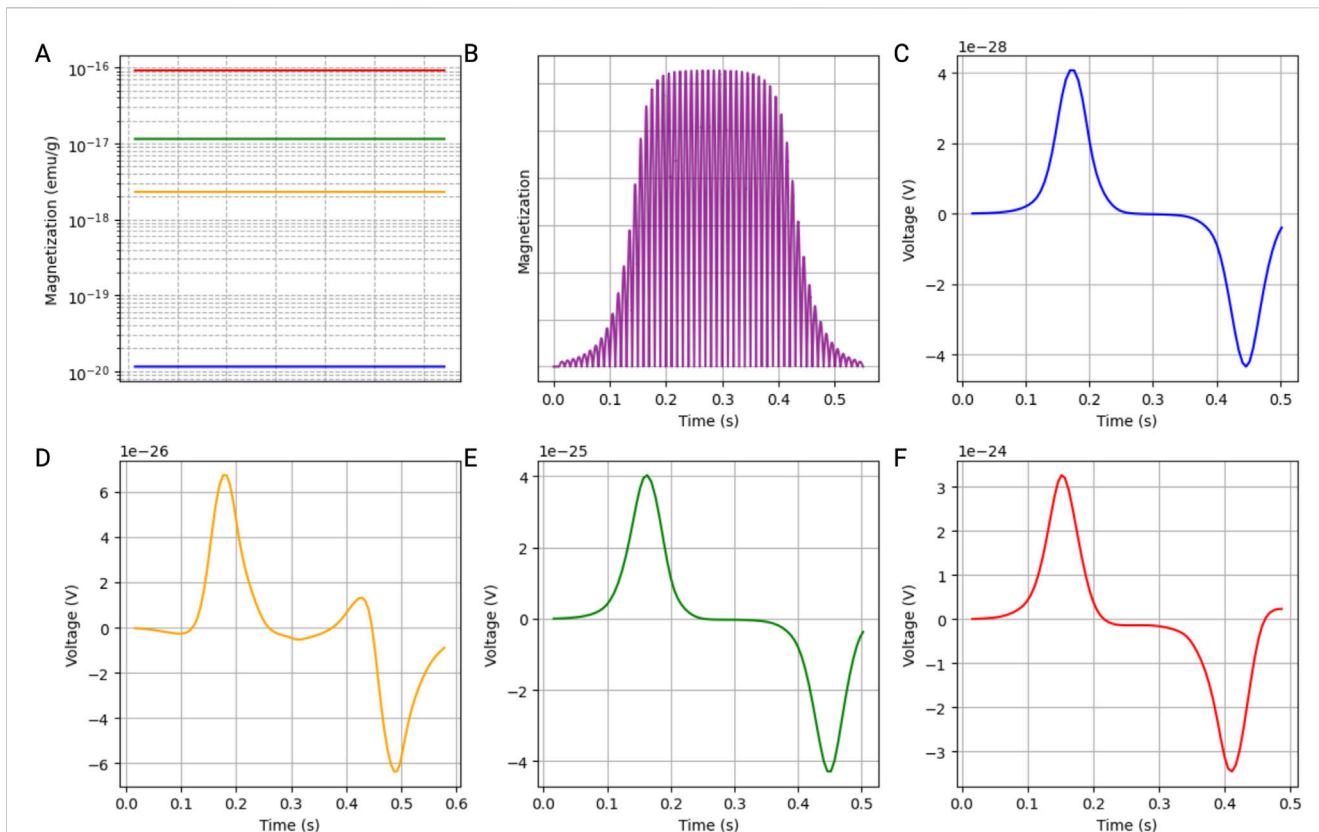 A
Magnetization (emu/g)
10⁻¹⁶
10⁻¹⁷
10⁻¹⁸
10⁻¹⁹
10⁻²⁰
B
Magnetization
0.0 0.1 0.2 0.3 0.4 0.5
Time (s)
C
1e−28
Voltage (V)
4
2
0
−2
−4
0.0 0.1 0.2 0.3 0.4 0.5
Time (s)
D
1e−26
Voltage (V)
6
4
2
0
−2
−4
−6
0.0 0.1 0.2 0.3 0.4 0.5 0.6
Time (s)
E
1e−25
Voltage (V)
4
2
0
−2
−4
0.0 0.1 0.2 0.3 0.4 0.5
Time (s)
F
1e−24
Voltage (V)
3
2
1
0
−1
−2
−3
0.0 0.1 0.2 0.3 0.4 0.5
Time (s)